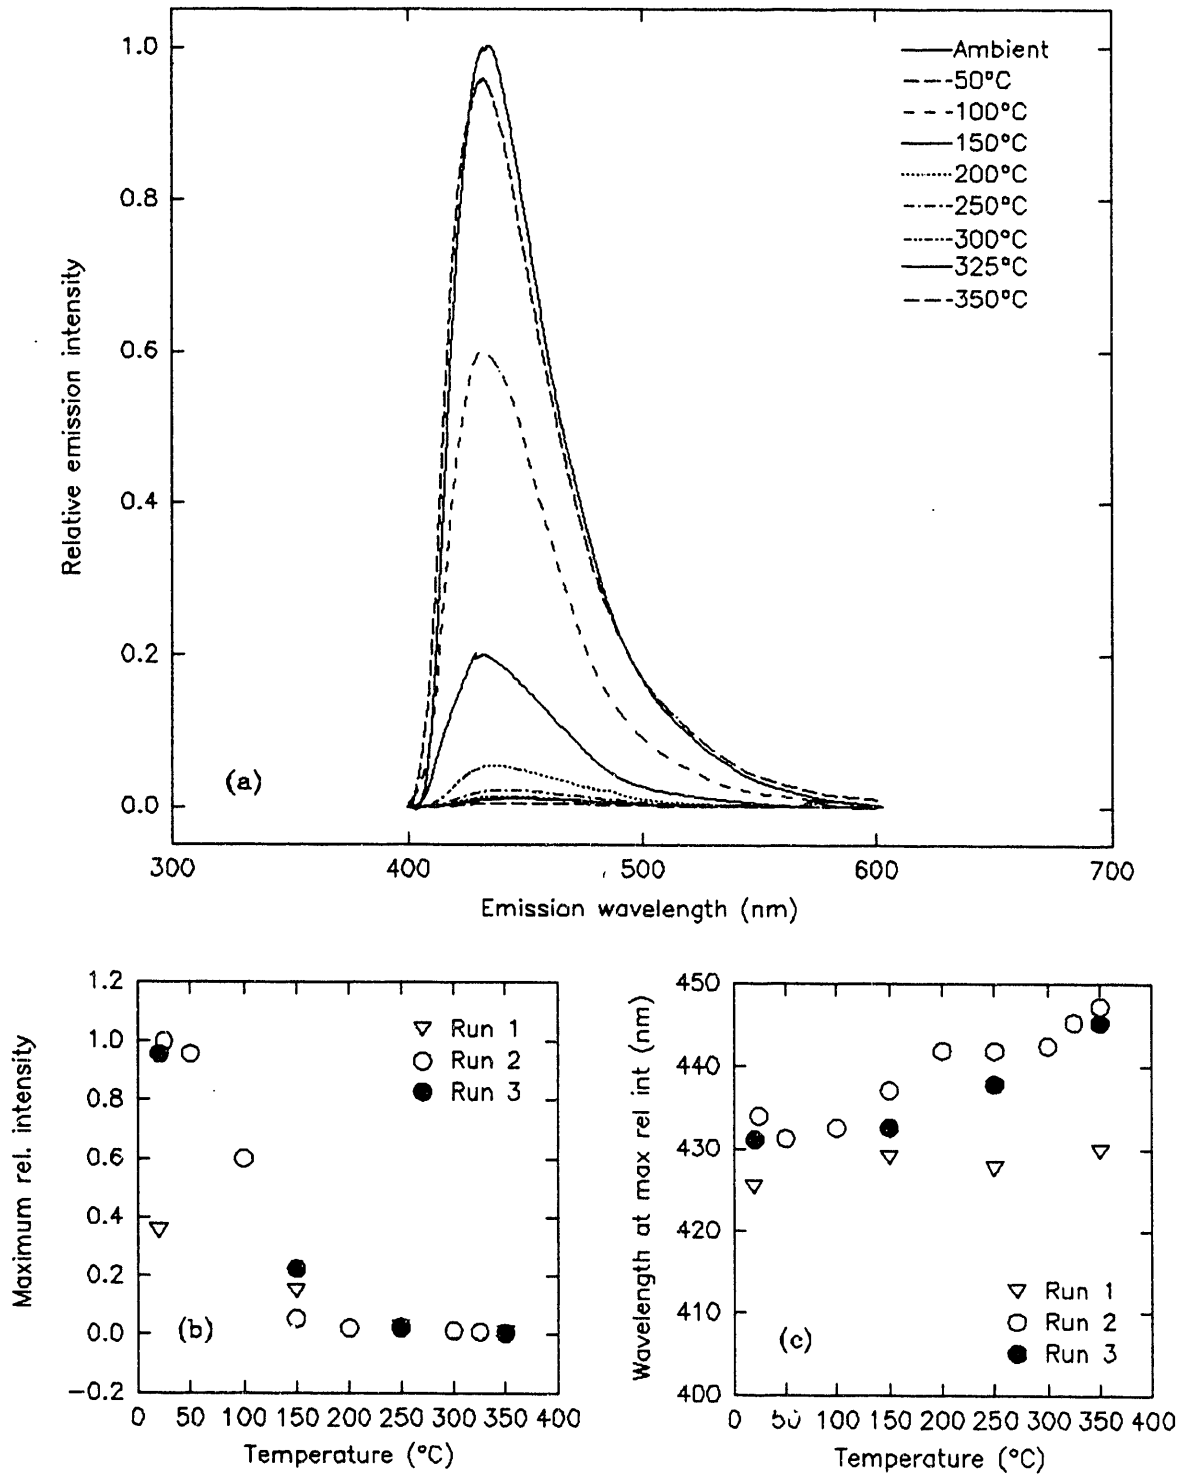 1.0
0.8
0.6
0.4
0.2
0.0
Relative emission intensity
Ambient
50°C
100°C
150°C
200°C
250°C
300°C
325°C
350°C
(a)
300 400 500 600 700
Emission wavelength (nm)
1.2
1.0
0.8
0.6
0.4
0.2
0.0
-0.2
Maximum rel. intensity
Run 1
Run 2
Run 3
(b)
0 50 100 150 200 250 300 350 400
Temperature (°C)
450
440
430
420
410
400
Wavelength at max rel int (nm)
Run 1
Run 2
Run 3
(c)
0 50 100 150 200 250 300 350 400
Temperature (°C)